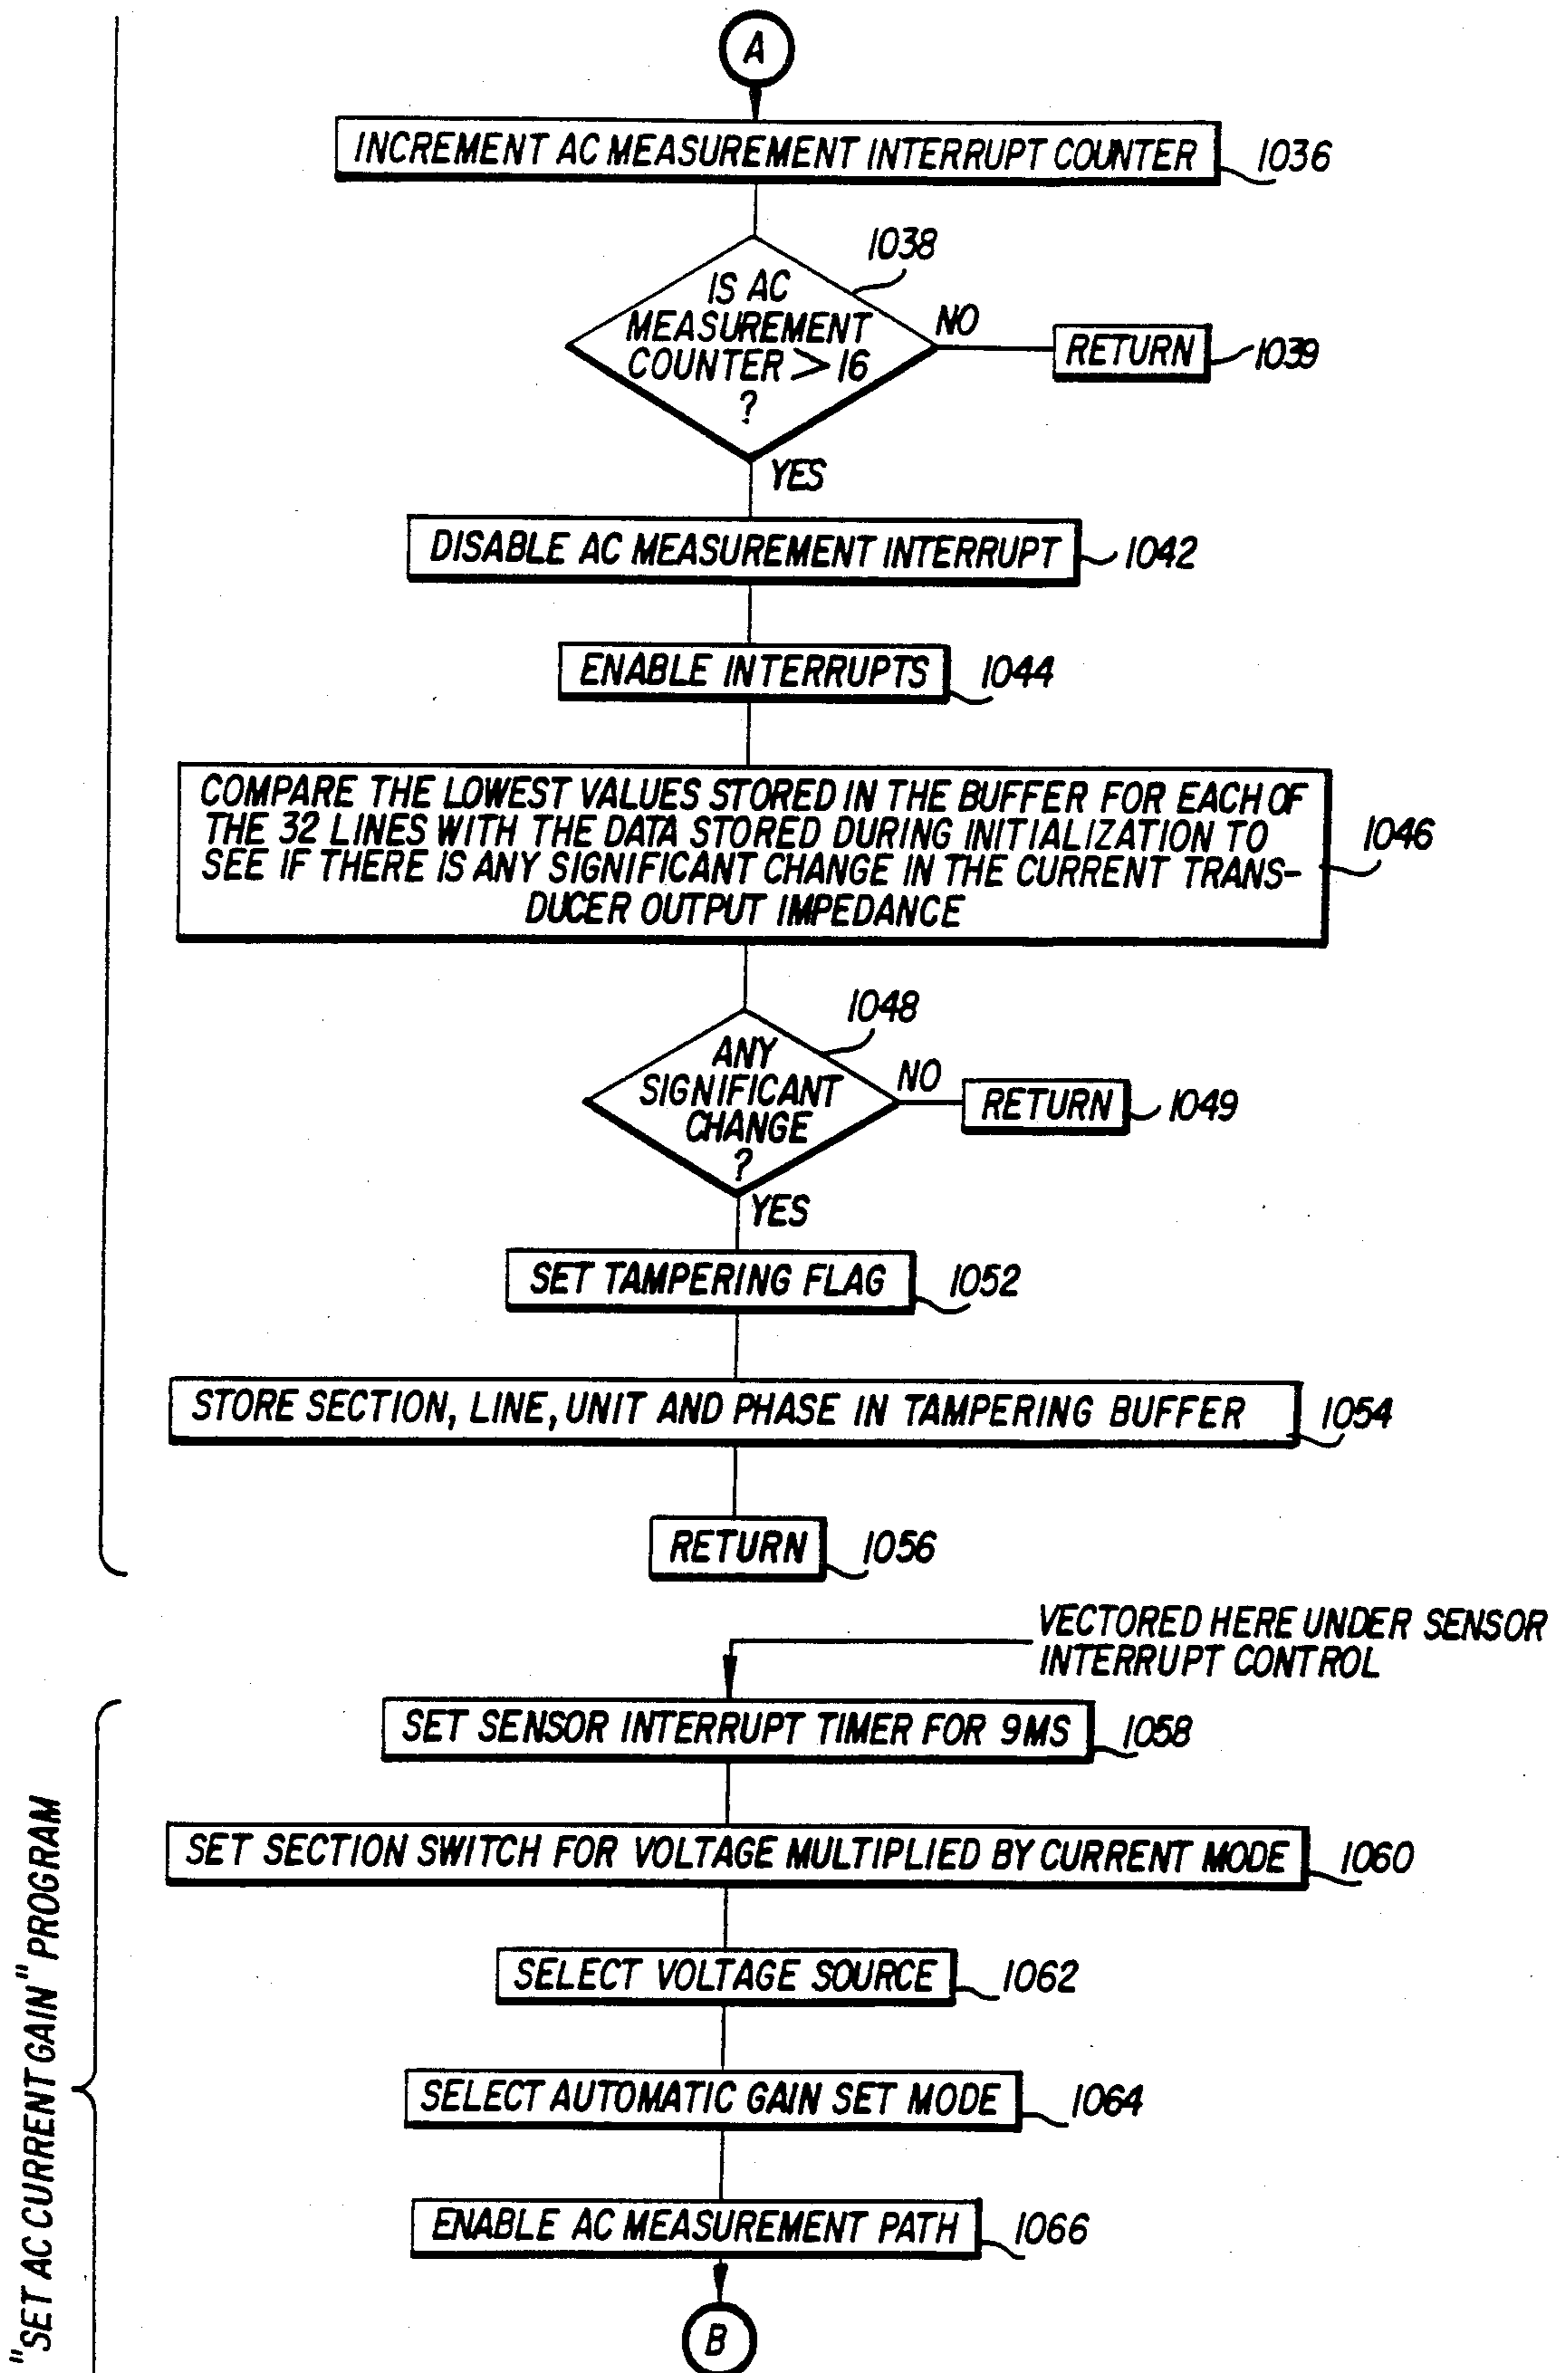 A
INCREMENT AC MEASUREMENT INTERRUPT COUNTER
1036
1038
IS AC
MEASUREMENT
COUNTER > 16
?
NO
RETURN
1039
YES
DISABLE AC MEASUREMENT INTERRUPT
1042
ENABLE INTERRUPTS
1044
COMPARE THE LOWEST VALUES STORED IN THE BUFFER FOR EACH OF
THE 32 LINES WITH THE DATA STORED DURING INITIALIZATION TO
SEE IF THERE IS ANY SIGNIFICANT CHANGE IN THE CURRENT TRANS-
DUCER OUTPUT IMPEDANCE
1046
1048
ANY
SIGNIFICANT
CHANGE
?
NO
RETURN
1049
YES
SET TAMPERING FLAG
1052
STORE SECTION, LINE, UNIT AND PHASE IN TAMPERING BUFFER
1054
RETURN
1056
VECTORED HERE UNDER SENSOR
INTERRUPT CONTROL
SET SENSOR INTERRUPT TIMER FOR 9MS
1058
SET SECTION SWITCH FOR VOLTAGE MULTIPLIED BY CURRENT MODE
1060
SELECT VOLTAGE SOURCE
1062
SELECT AUTOMATIC GAIN SET MODE
1064
ENABLE AC MEASUREMENT PATH
1066
B
"SET AC CURRENT GAIN" PROGRAM